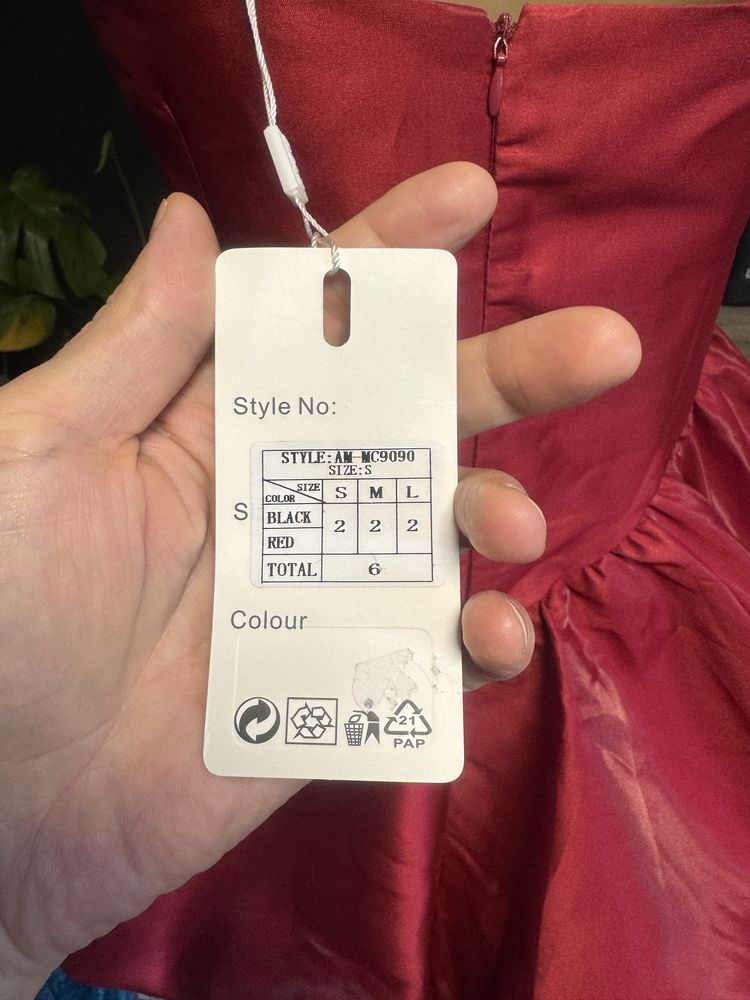 Style No:
STYLE:AM-MC9090
SIZE:S
SIZE
COLOR
S M L
S
BLACK
2 2 2
RED
TOTAL 6
Colour
21
PAP